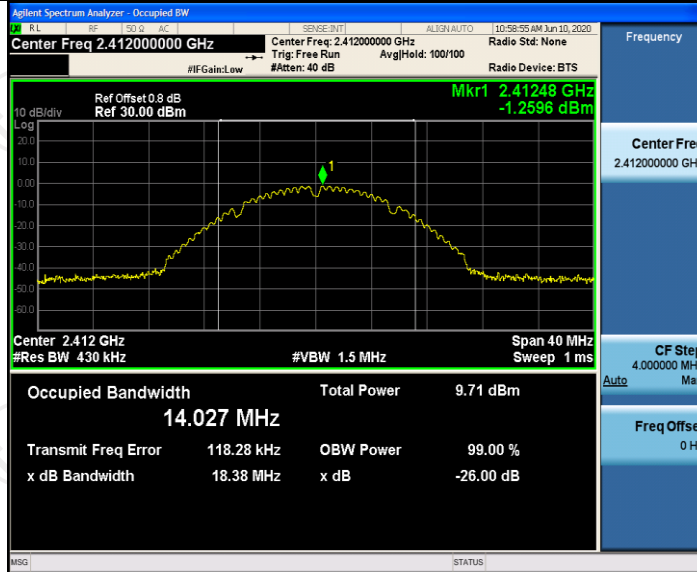 Agilent Spectrum Analyzer - Occupied BW
RL RF 50 Ω AC SENSE:INT ALIGN AUTO 10:58:55 AM Jun 10, 2020
Center Freq 2.412000000 GHz
Center Freq: 2.412000000 GHz
Radio Std: None
Trig: Free Run Avg|Hold: 100/100
#IFGain:Low #Atten: 40 dB Radio Device: BTS
Ref Offset 0.8 dB
10 dB/div Ref 30.00 dBm
Mkr1 2.41248 GHz
-1.2596 dBm
Log
20.0
10.0
0.00
-10.0
-20.0
-30.0
-40.0
-50.0
-60.0
1
Center 2.412 GHz Span 40 MHz
#Res BW 430 kHz #VBW 1.5 MHz Sweep 1 ms
Occupied Bandwidth Total Power 9.71 dBm
14.027 MHz
Transmit Freq Error 118.28 kHz OBW Power 99.00 %
x dB Bandwidth 18.38 MHz x dB -26.00 dB
MSG STATUS
Frequency
Center Fre
2.412000000 GH
CF Ste
4.000000 MH
Auto Ma
Freq Offse
0 H